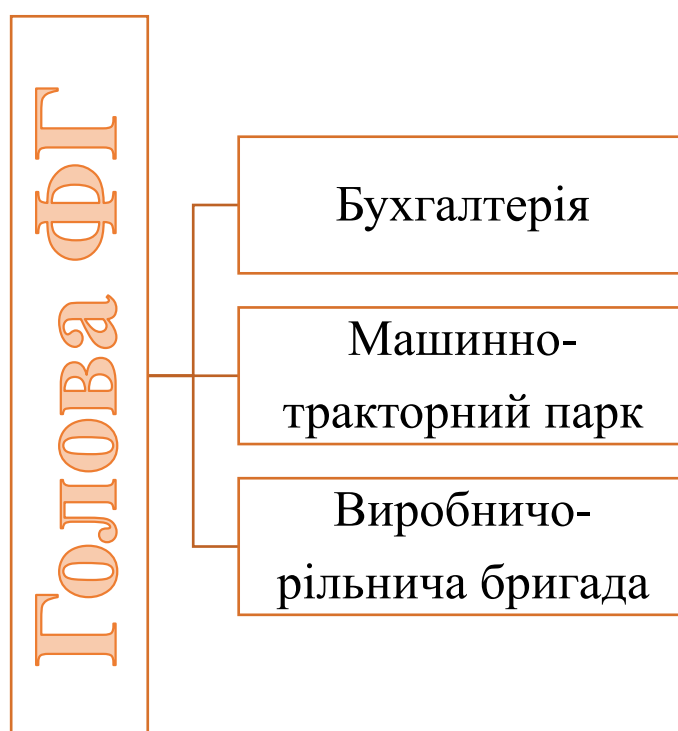 Голова ФГ
Бухгалтерія
Машинно-
тракторний парк
Виробничо-
рільнича бригада